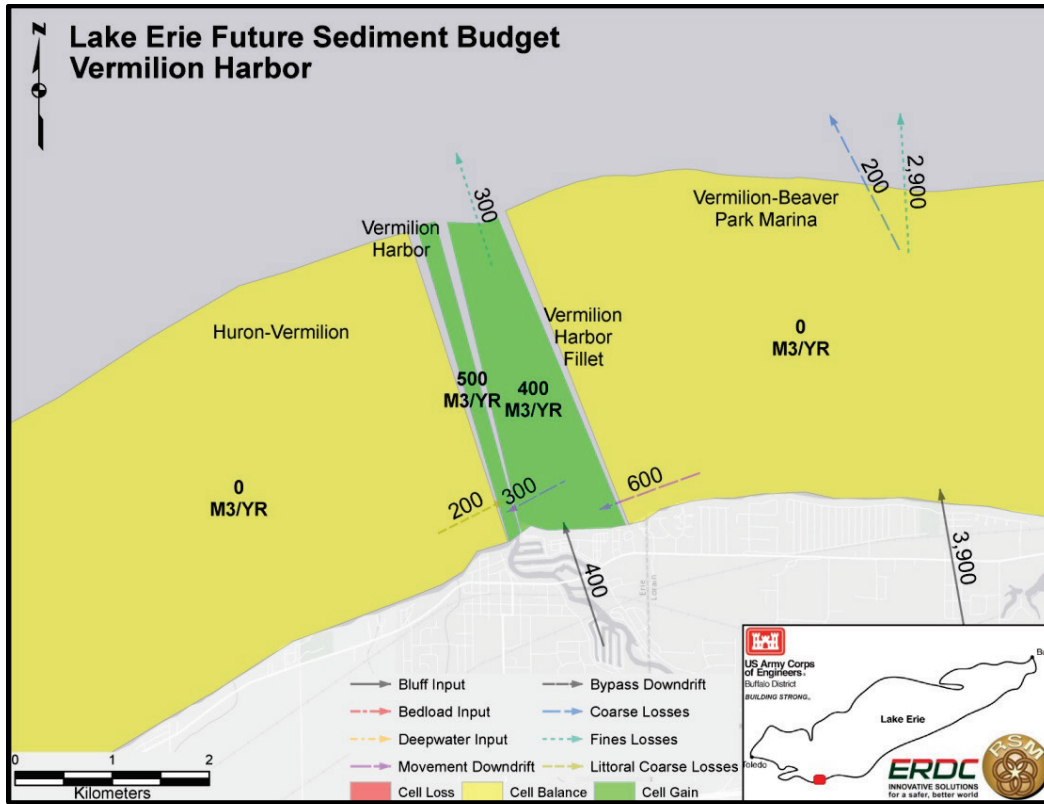 N
Lake Erie Future Sediment Budget
Vermilion Harbor
200
2,900
300
Vermilion-Beaver
Park Marina
Vermilion
Harbor
Huron-Vermilion
Vermilion
Harbor
Fillet
0
M3/YR
500
M3/YR
400
M3/YR
0
M3/YR
200
300
600
400
3,900
Erie
Lorain
Bluff Input
Bypass Downdrift
Bedload Input
Coarse Losses
Deepwater Input
Fines Losses
Movement Downdrift
Littoral Coarse Losses
Cell Loss
Cell Balance
Cell Gain
0 1 2
Kilometers
US Army Corps
of Engineers®
Buffalo District
BUILDING STRONG®
Lake Erie
Toledo
ERDC
INNOVATIVE SOLUTIONS
for a safer, better world
RSM